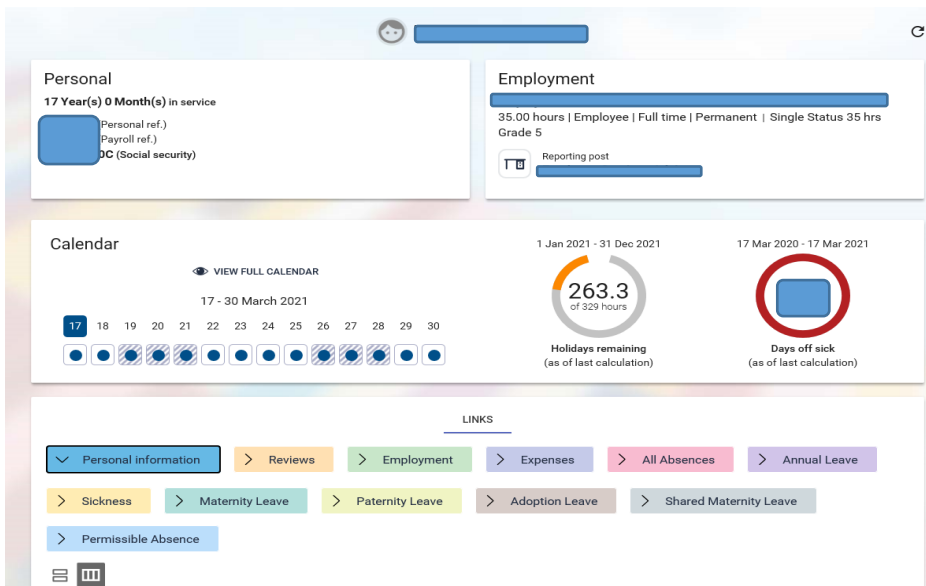 Personal
17 Year(s) 0 Month(s) in service
Personal ref.)
Payroll ref.)
0C (Social security)
Employment
35.00 hours | Employee | Full time | Permanent | Single Status 35 hrs
Grade 5
Reporting post
Calendar
VIEW FULL CALENDAR
17 - 30 March 2021
17 18 19 20 21 22 23 24 25 26 27 28 29 30
1 Jan 2021 - 31 Dec 2021
263.3
of 329 hours
Holidays remaining
(as of last calculation)
17 Mar 2020 - 17 Mar 2021
Days off sick
(as of last calculation)
LINKS
Personal information
Reviews
Employment
Expenses
All Absences
Annual Leave
Sickness
Maternity Leave
Paternity Leave
Adoption Leave
Shared Maternity Leave
Permissible Absence